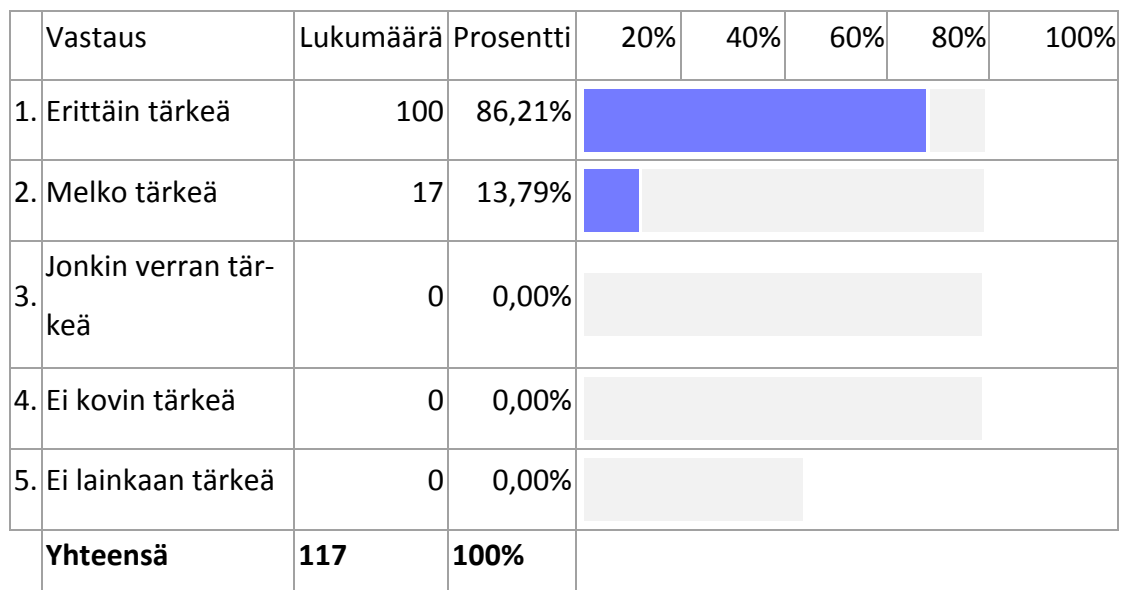 Vastaus Lukumäärä Prosentti 20% 40% 60% 80% 100%
1. Erittäin tärkeä 100 86,21%
2. Melko tärkeä 17 13,79%
3. Jonkin verran tär-
keä 0 0,00%
4. Ei kovin tärkeä 0 0,00%
5. Ei lainkaan tärkeä 0 0,00%
Yhteensä 117 100%